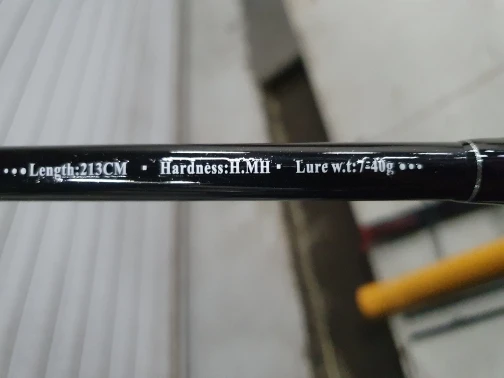 •••Length:213CM • Hardness:H.MH • Lure w.t:7-40g •••